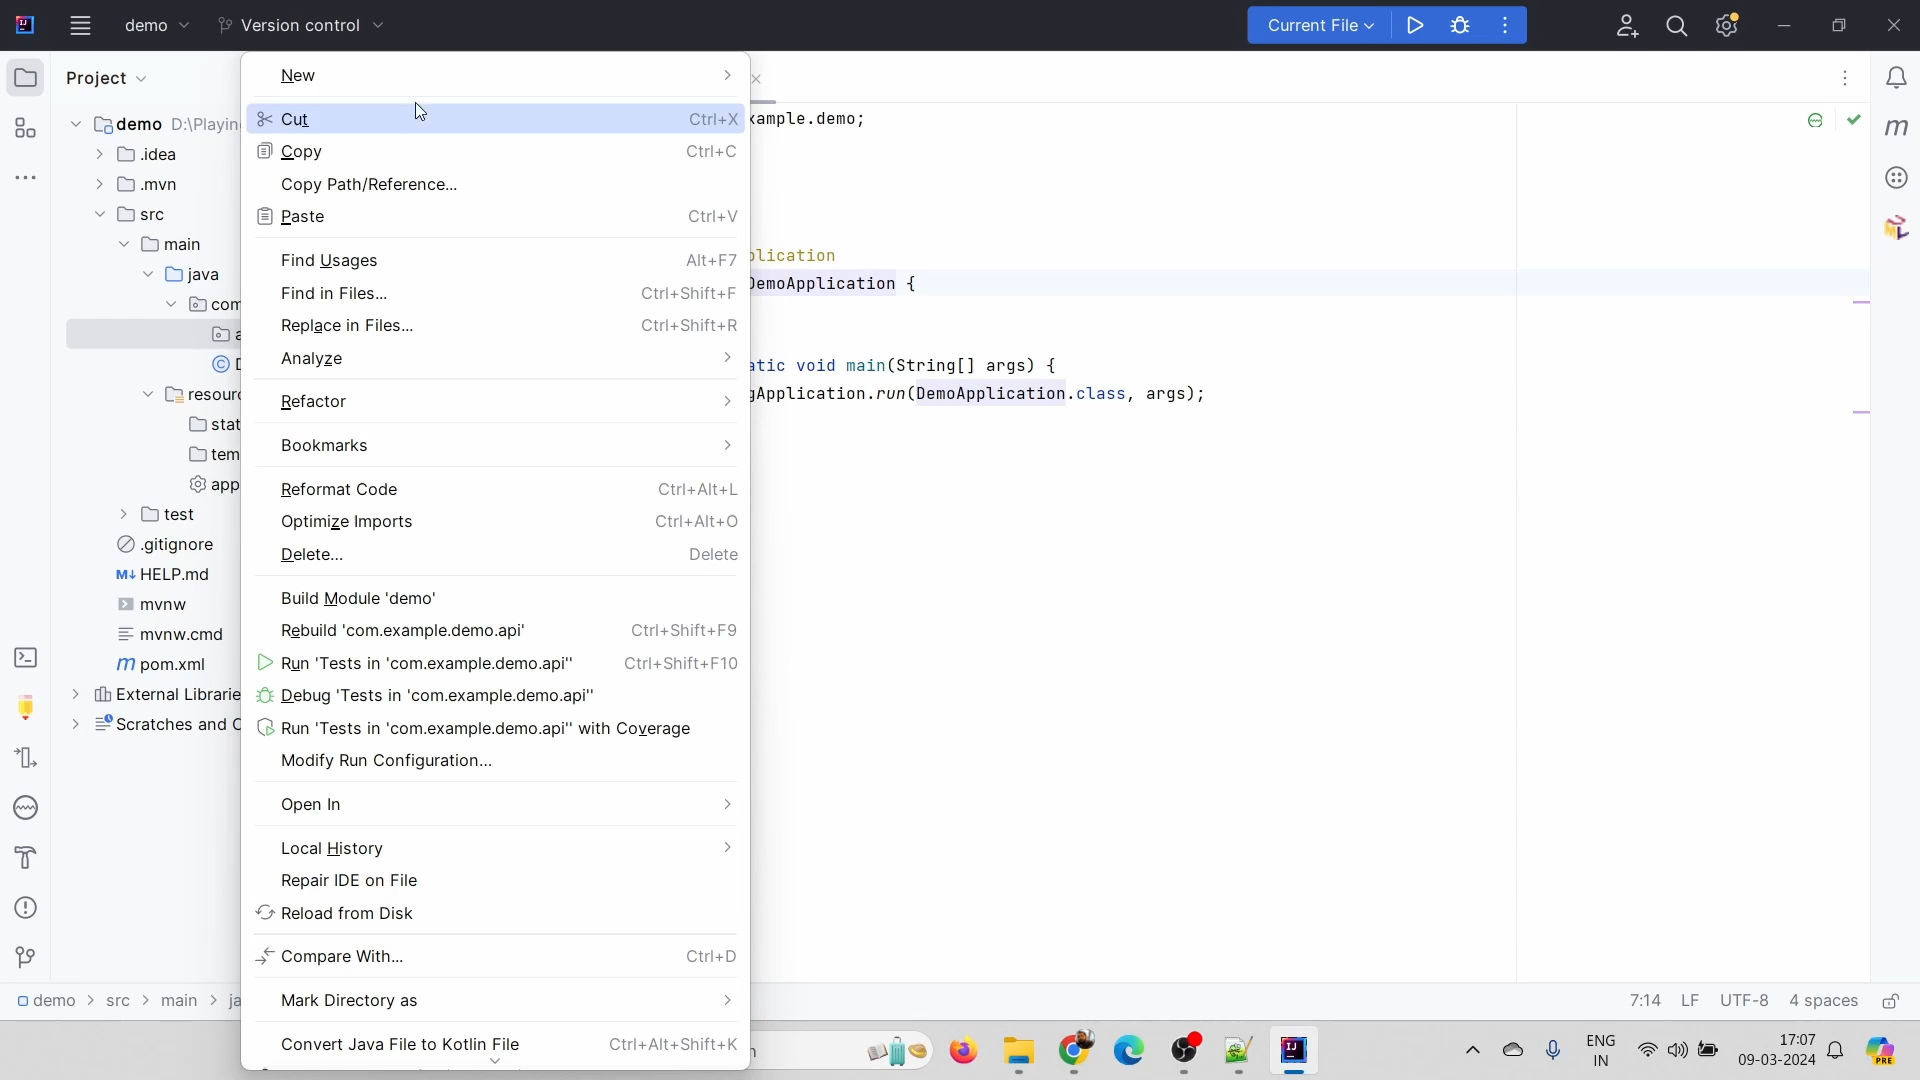 demo
Version control
Current File
Project
New
demo D:\Playin
Cut Ctrl+X
xample.demo;
.idea
Copy Ctrl+C
.mvn
Copy Path/Reference...
src
Paste Ctrl+V
main
Find Usages Alt+F7
plication
java
DemoApplication {
Find in Files... Ctrl+Shift+F
com
Replace in Files... Ctrl+Shift+R
a
Analyze
atic void main(String[] args) {
resour
gApplication.run(DemoApplication.class, args);
Refactor
stat
Bookmarks
tem
app
Reformat Code Ctrl+Alt+L
test
Optimize Imports Ctrl+Alt+O
.gitignore
Delete... Delete
M↓ HELP.md
Build Module 'demo'
mvnw
Rebuild 'com.example.demo.api' Ctrl+Shift+F9
mvnw.cmd
Run 'Tests in 'com.example.demo.api'' Ctrl+Shift+F10
m pom.xml
Debug 'Tests in 'com.example.demo.api''
External Librarie
Run 'Tests in 'com.example.demo.api'' with Coverage
Scratches and C
Modify Run Configuration...
Open In
Local History
Repair IDE on File
Reload from Disk
Compare With... Ctrl+D
Mark Directory as
demo > src > main > ja
7:14 LF UTF-8 4 spaces
Convert Java File to Kotlin File Ctrl+Alt+Shift+K
ENG
IN
17:07
09-03-2024
PRE